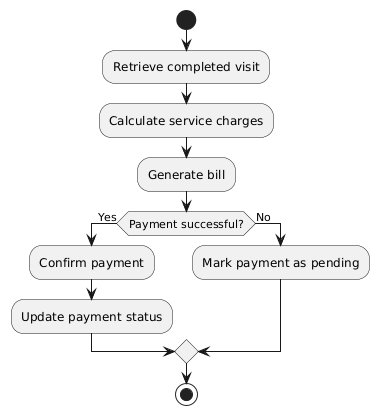 Retrieve completed visit
Calculate service charges
Generate bill
Yes
Payment successful?
No
Confirm payment
Mark payment as pending
Update payment status